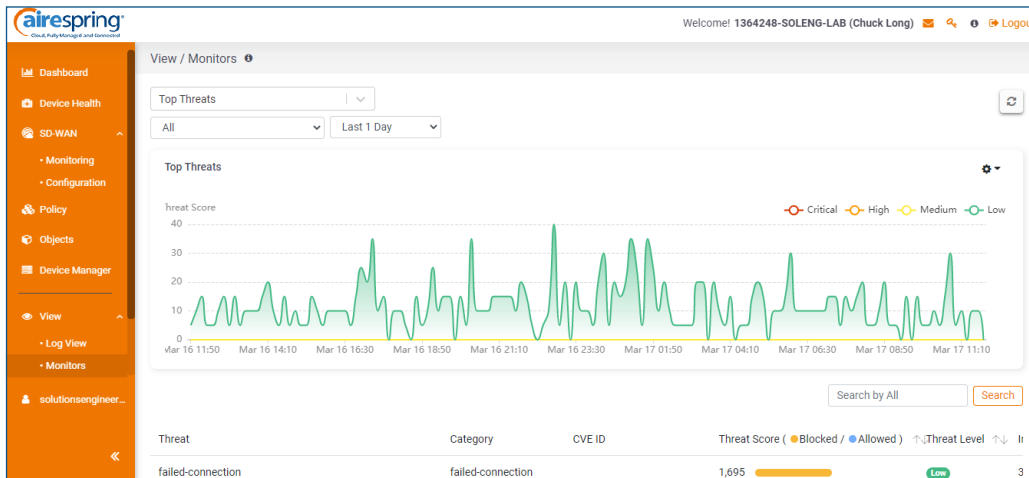 airespring
Cloud, Fully Managed and Connected
Welcome! 1364248-SOLENG-LAB (Chuck Long) Logou
Dashboard
Device Health
SD-WAN
• Monitoring
• Configuration
Policy
Objects
Device Manager
View
• Log View
• Monitors
solutionsengineer...
View / Monitors
Top Threats
All
Last 1 Day
Top Threats
Threat Score
Critical High Medium Low
40
30
20
10
0
Mar 16 11:50 Mar 16 14:10 Mar 16 16:30 Mar 16 18:50 Mar 16 21:10 Mar 16 23:30 Mar 17 01:50 Mar 17 04:10 Mar 17 06:30 Mar 17 08:50 Mar 17 11:10
Search by All Search
Threat Category CVE ID Threat Score ( Blocked / Allowed ) Threat Level
failed-connection failed-connection 1,695 Low 3